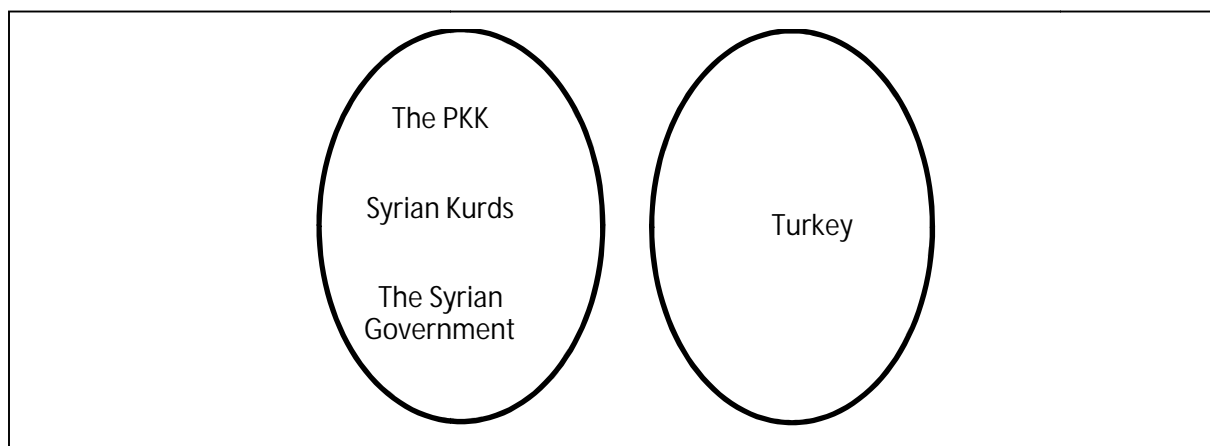 The PKK
Syrian Kurds
The Syrian
Government
Turkey